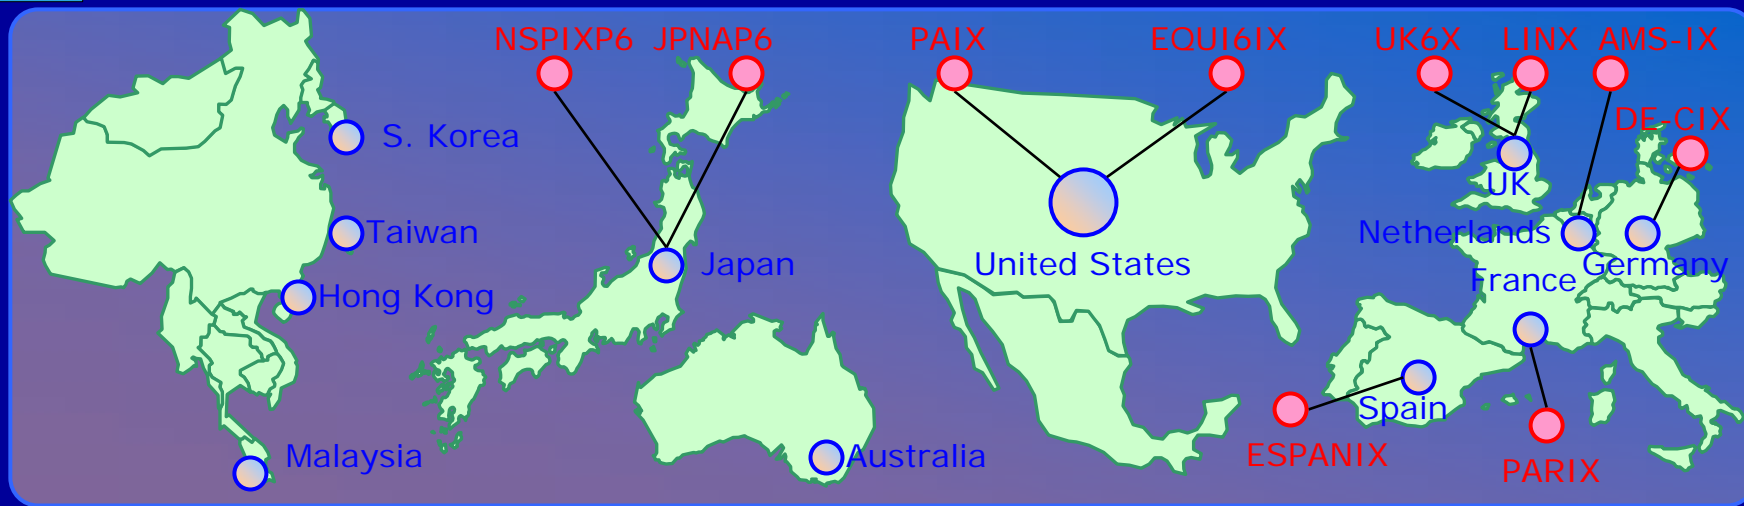 NSPIXP6 JPNAP6 PAIX EQUI6IX UK6X LINX AMS-IX
DE-CIX
S. Korea
UK
Taiwan
Netherlands
Japan
United States
Germany
France
Hong Kong
Spain
Malaysia
Australia
ESPANIX
PARIX